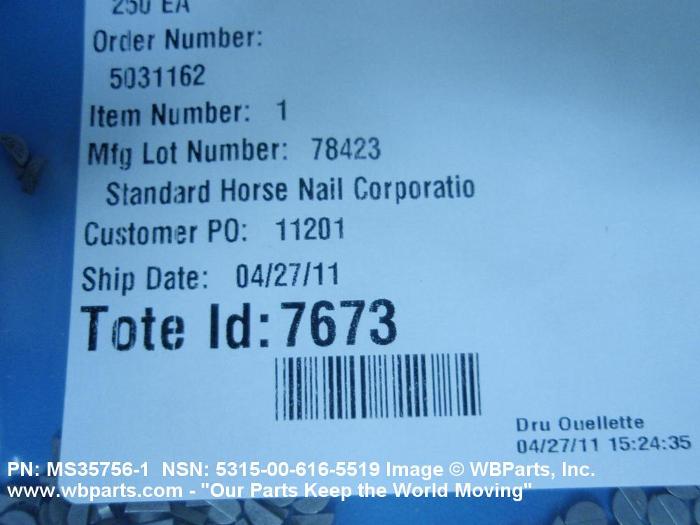 250 EA
Order Number:
5031162
Item Number: 1
Mfg Lot Number: 78423
Standard Horse Nail Corporatio
Customer PO: 11201
Ship Date: 04/27/11
Tote Id: 7673
Dru Ouellette
04/27/11 15:24:35
PN: MS35756-1 NSN: 5315-00-616-5519 Image © WBParts, Inc.
www.wbparts.com - "Our Parts Keep the World Moving"